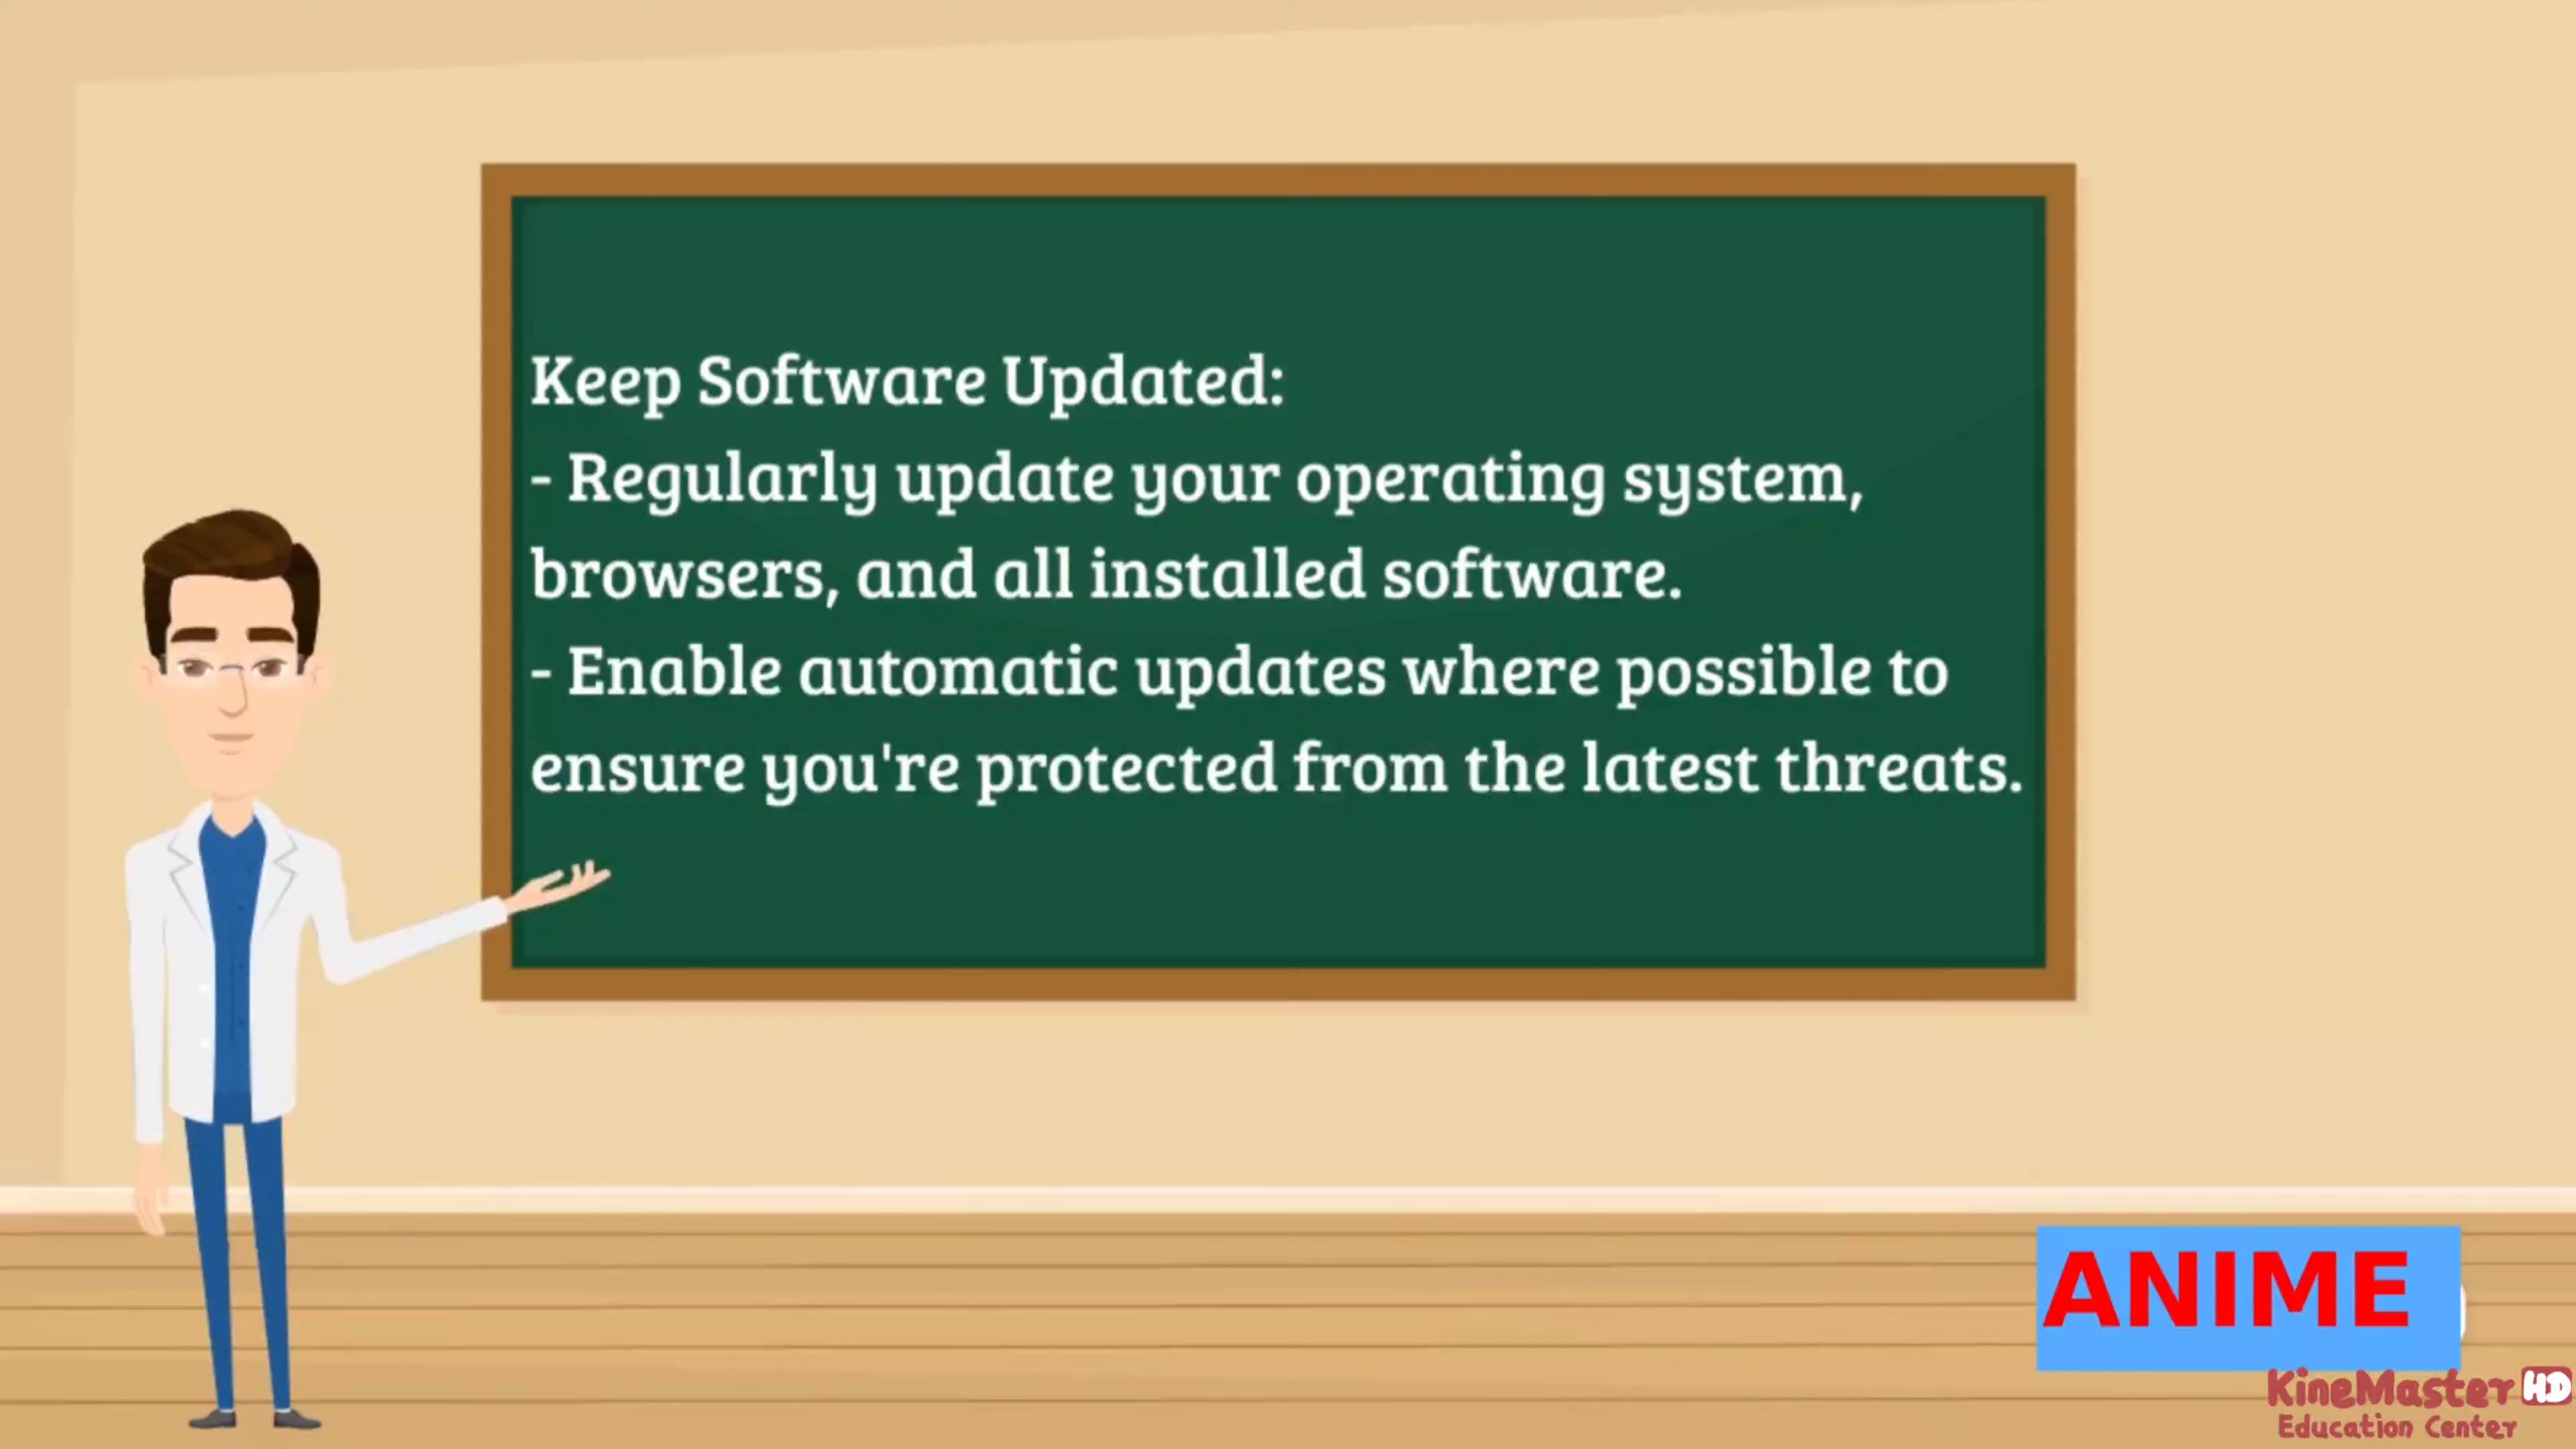 Keep Software Updated:
- Regularly update your operating system,
browsers, and all installed software.
- Enable automatic updates where possible to
ensure you're protected from the latest threats.
ANIME
KineMaster HD
Education Center